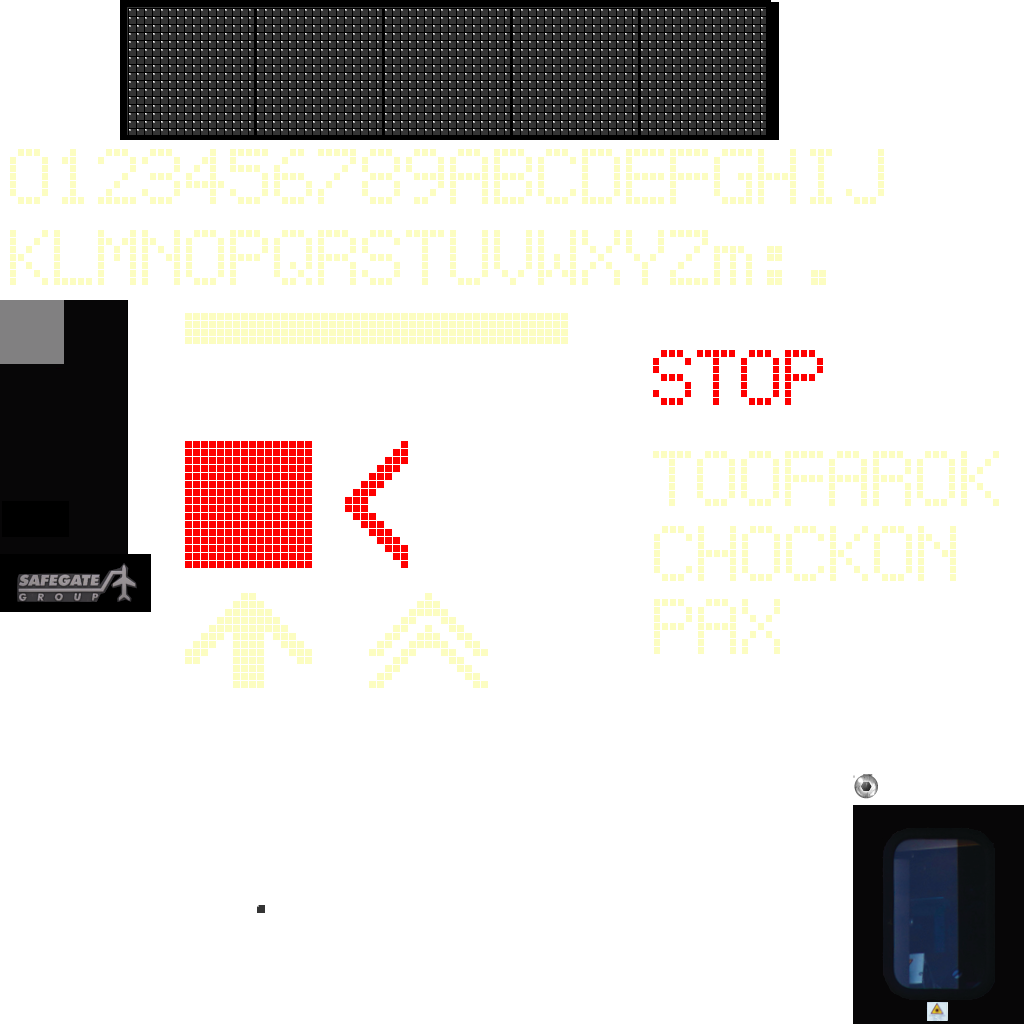 0123456789ABCDEFGHIJ
KLMNOPQRSTUVWXYZm:.
STOP
TOOFAROK
CHOCKON
PAX
SAFEGATE
GROUP